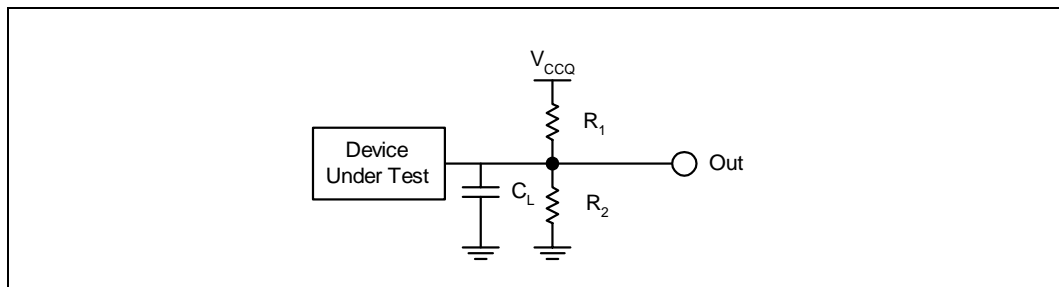 V_CCQ
R_1
Device
Under Test
Out
C_L
R_2